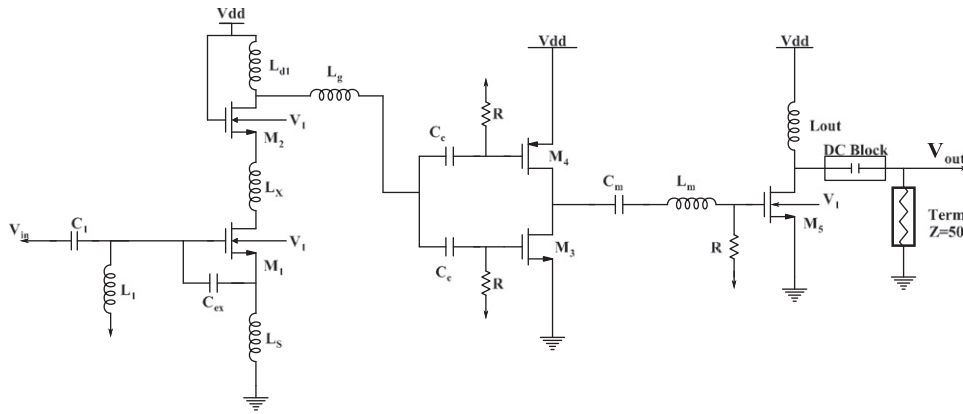 Vdd
Ld1
Lg
V1
M2
LX
Vin
C1
V1
M1
L1
Cex
LS
Vdd
R
Cc
M4
Cc
M3
R
Cm
Lm
R
Vdd
Lout
DC Block
Vout
V1
M5
Term
Z=50